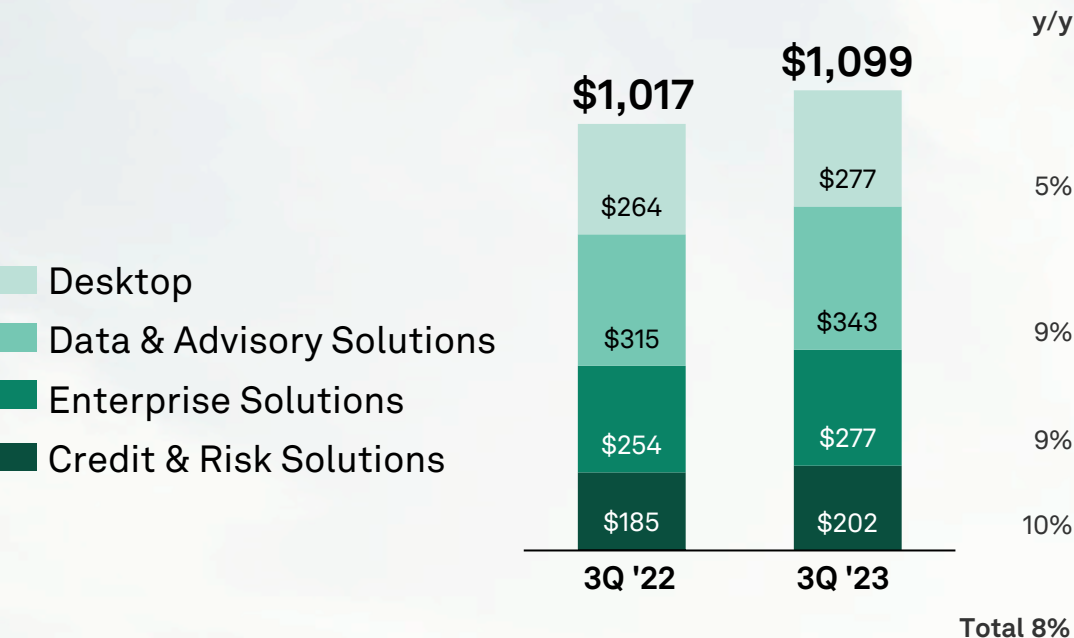 y/y
$1,099
$1,017
$277
5%
$264
Desktop
Data & Advisory Solutions
$343
9%
$315
Enterprise Solutions
$277
9%
$254
Credit & Risk Solutions
$202
10%
$185
3Q '22
3Q '23
Total 8%